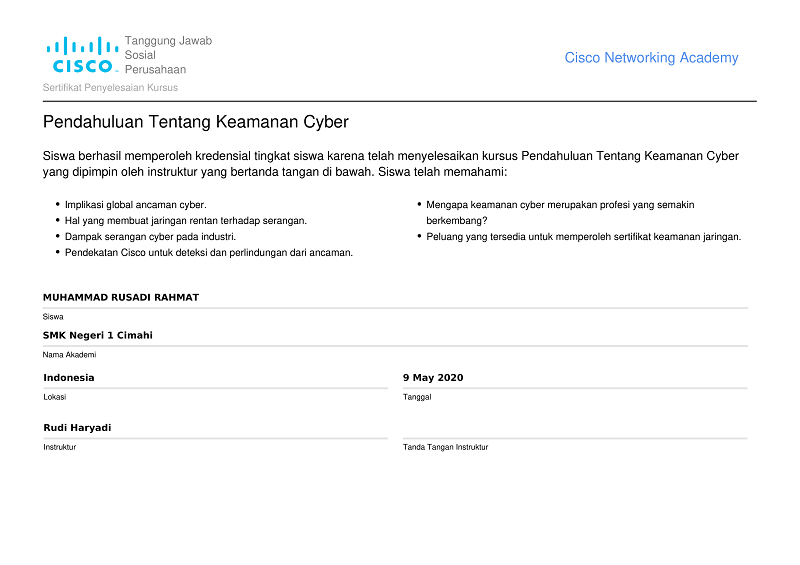 CISCO
Tanggung Jawab
Sosial
Perusahaan
Cisco Networking Academy
Sertifikat Penyelesaian Kursus
Pendahuluan Tentang Keamanan Cyber
Siswa berhasil memperoleh kredensial tingkat siswa karena telah menyelesaikan kursus Pendahuluan Tentang Keamanan Cyber
yang dipimpin oleh instruktur yang bertanda tangan di bawah. Siswa telah memahami:
• Implikasi global ancaman cyber.
• Hal yang membuat jaringan rentan terhadap serangan.
• Dampak serangan cyber pada industri.
• Pendekatan Cisco untuk deteksi dan perlindungan dari ancaman.
• Mengapa keamanan cyber merupakan profesi yang semakin
berkembang?
• Peluang yang tersedia untuk memperoleh sertifikat keamanan jaringan.
MUHAMMAD RUSADI RAHMAT
Siswa
SMK Negeri 1 Cimahi
Nama Akademi
Indonesia
Lokasi
9 May 2020
Tanggal
Rudi Haryadi
Instruktur
Tanda Tangan Instruktur